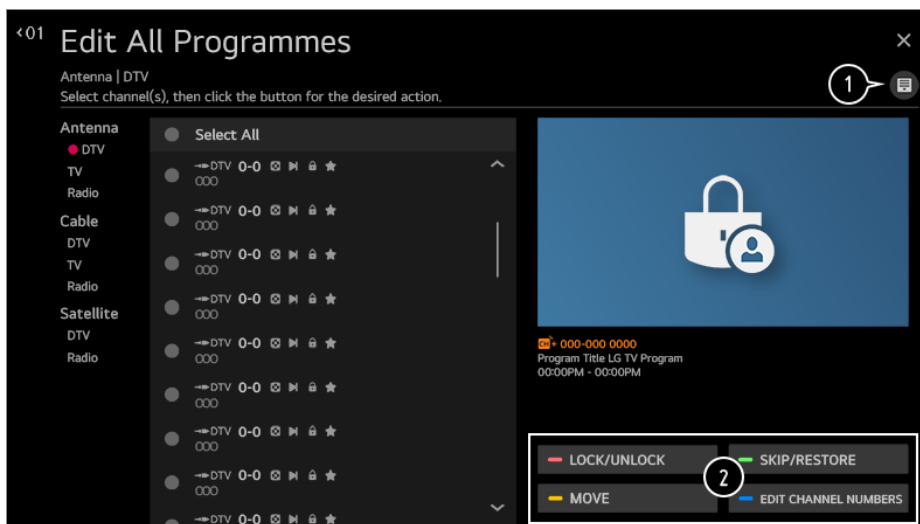 ‹01 Edit All Programmes
Antenna | DTV
Select channel(s), then click the button for the desired action.
1
Antenna
DTV
TV
Radio
Cable
DTV
TV
Radio
Satellite
DTV
Radio
Select All
DTV 0-0
000
DTV 0-0
000
DTV 0-0
000
DTV 0-0
000
DTV 0-0
000
DTV 0-0
000
DTV 0-0
000
DTV 0-0
000
DTV 0-0
CH+ 000-000 0000
Program Title LG TV Program
00:00PM - 00:00PM
LOCK/UNLOCK
SKIP/RESTORE
2
MOVE
EDIT CHANNEL NUMBERS